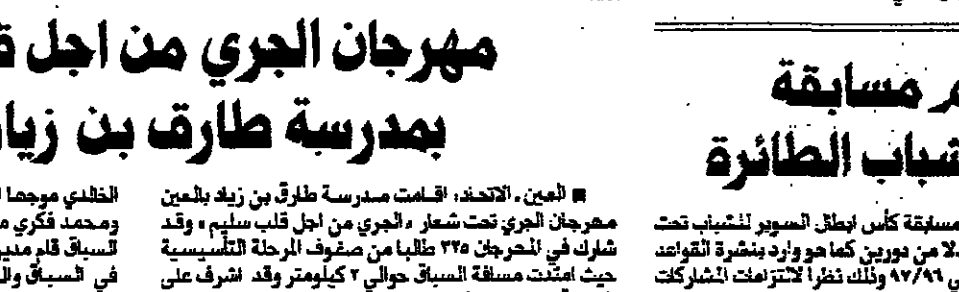 م مسابقة
شباب الطائرة
مسابقة كأس ابطال السوبر للشباب تحت
لا من دورين كما هو وارد بنشرة القواعد
٩٧/٩٦ وذلك نظرا لالتزامات المشاركات
مهرجان الجري من اجل ق
بمدرسة طارق بن زيا
■ العين ـ الاتحاد: اقامت مدرسة طارق بن زياد بالعين
مهرجان الجري تحت شعار «الجري من اجل قلب سليم» وقد
شارك في المهرجان ٢٢٥ طالبا من صفوف المرحلة التأسيسية
حيث امتدت مسافة السباق حوالي ٢ كيلومتر وقد اشرف على
الخالدي موجها
ومحمد فكري م
السباق قام مدير
في السباق وال